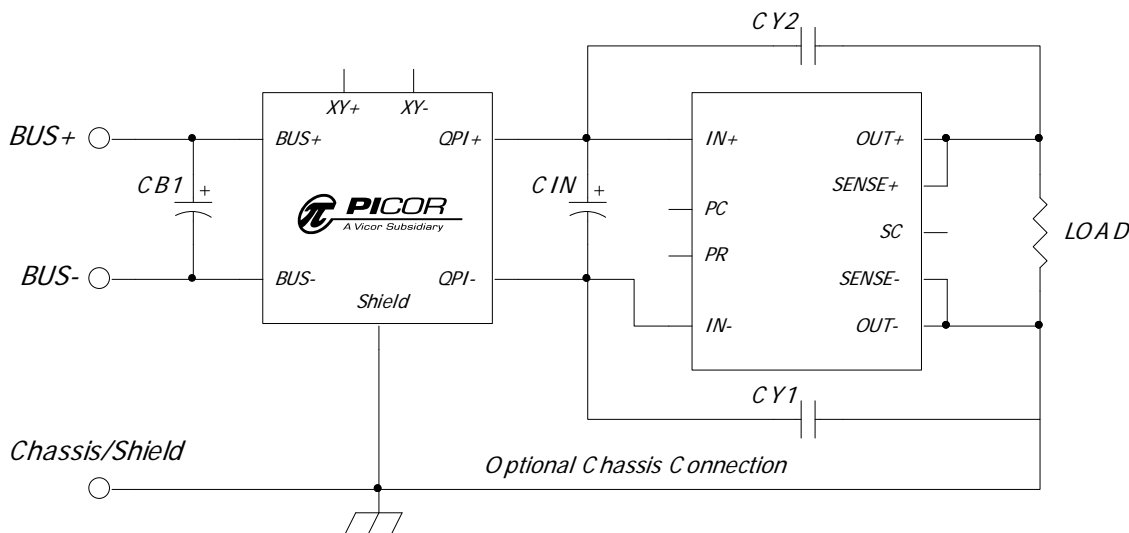 CY2
XY+ XY-
BUS+ BUS+ QPI+ IN+ OUT+
CB1 + CIN + SENSE+
PICOR
A Vicor Subsidiary
PC SC LOAD
PR
BUS- BUS- QPI- SENSE-
Shield
IN- OUT-
CY1
Chassis/Shield
Optional Chassis Connection